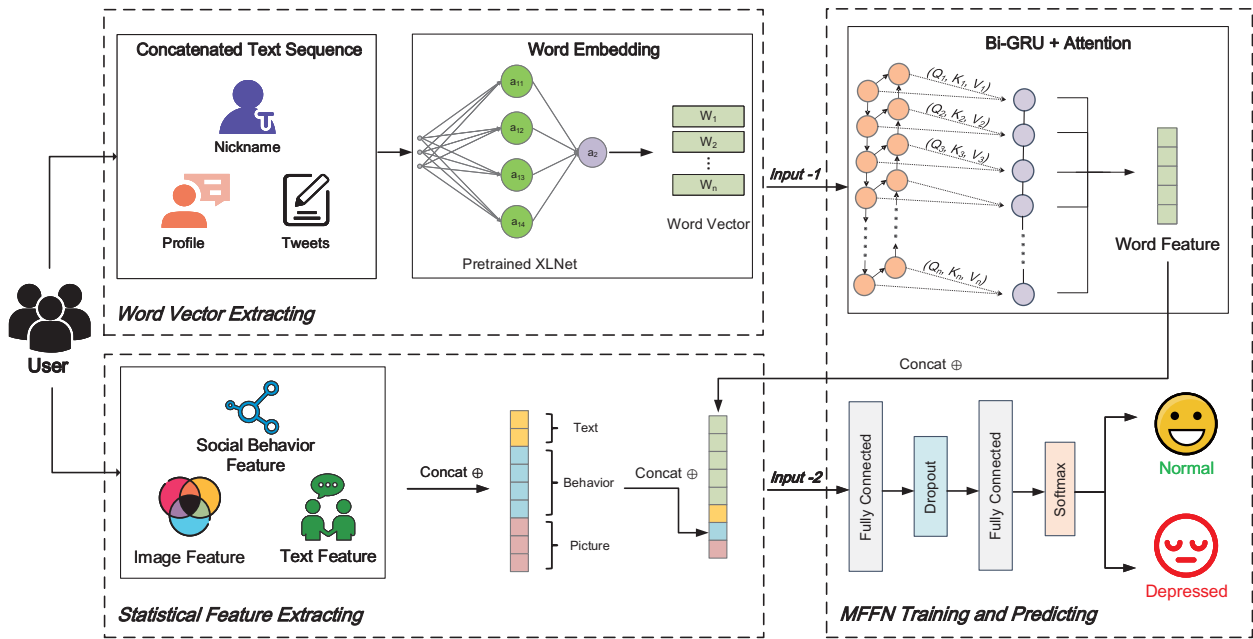 Concatenated Text Sequence
Nickname
Profile
Tweets
Word Embedding
a11
a12
a13
a14
a2
W1
W2
Wn
Word Vector
Pretrained XLNet
Word Vector Extracting
Input -1
Bi-GRU + Attention
(Q1, K1, V1)
(Q2, K2, V2)
(Q3, K3, V3)
(Qn, Kn, Vn)
Word Feature
User
Social Behavior
Feature
Image Feature
Text Feature
Concat ⊕
Text
Behavior
Picture
Concat ⊕
Concat ⊕
Statistical Feature Extracting
Input -2
Fully Connected
Dropout
Fully Connected
Softmax
Normal
Depressed
MFFN Training and Predicting